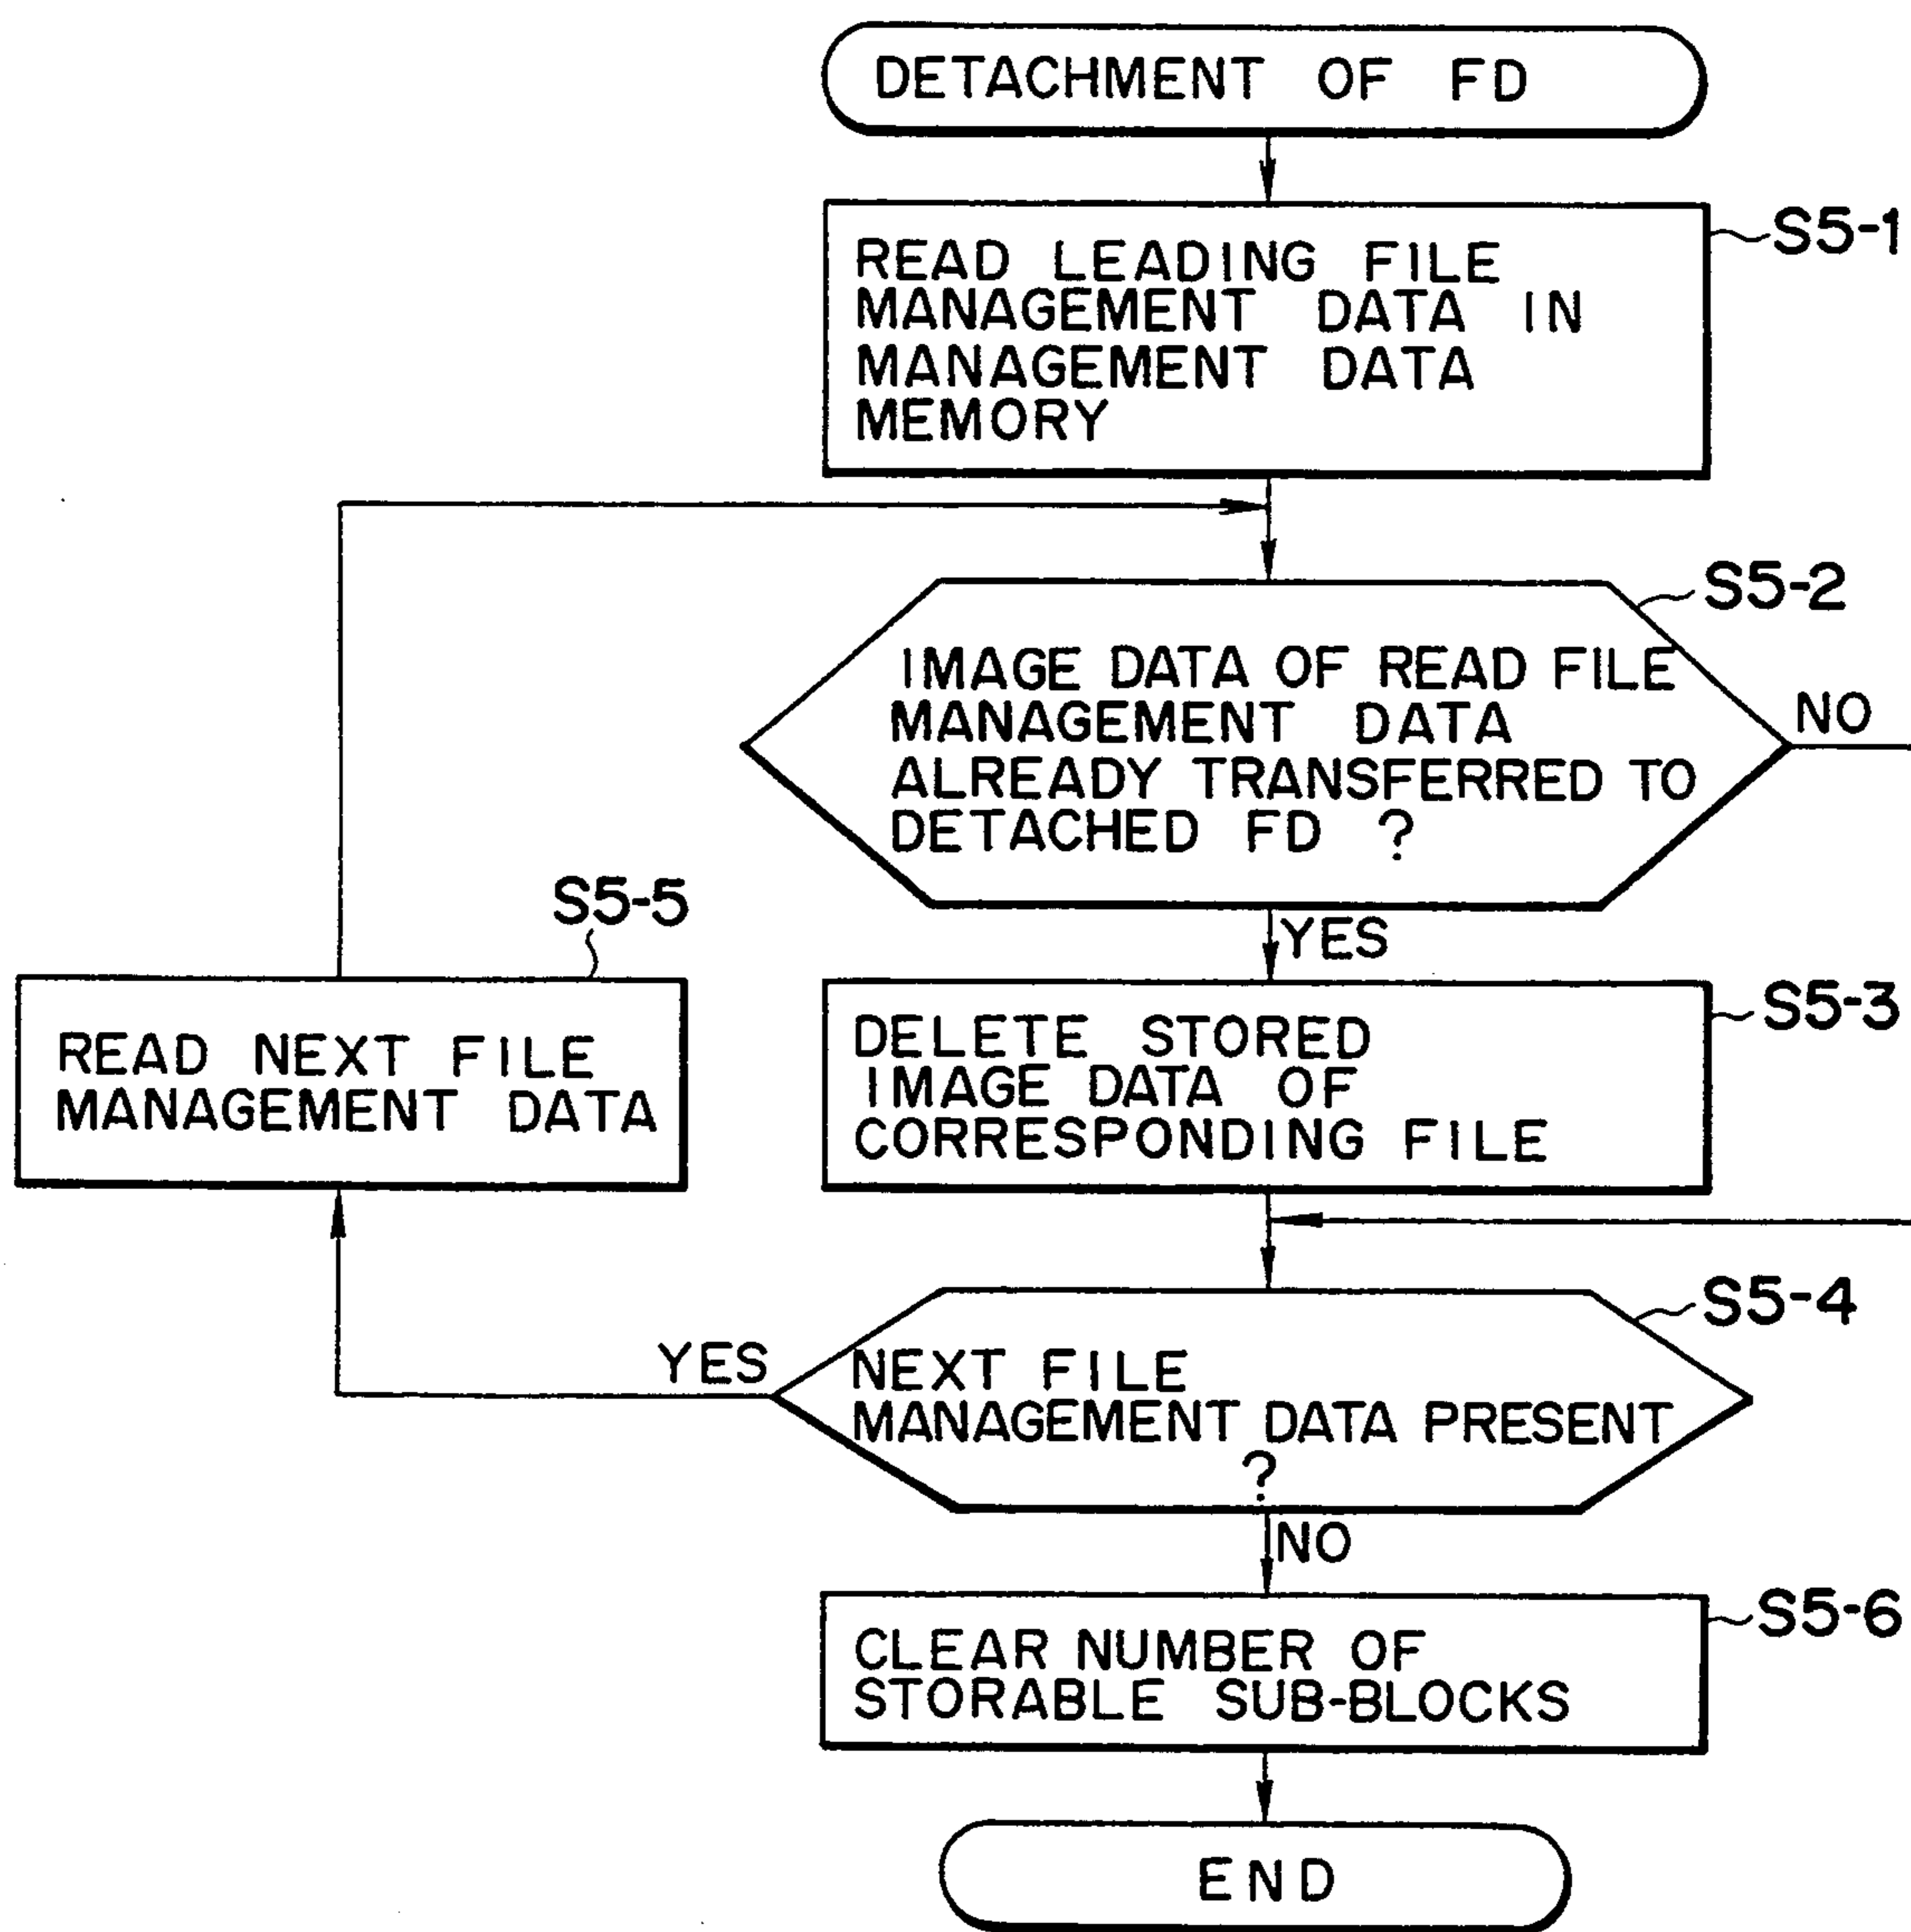 DETACHMENT OF FD
S5-1
READ LEADING FILE
MANAGEMENT DATA IN
MANAGEMENT DATA
MEMORY
S5-2
IMAGE DATA OF READ FILE
MANAGEMENT DATA
ALREADY TRANSFERRED TO
DETACHED FD ?
NO
YES
S5-5
READ NEXT FILE
MANAGEMENT DATA
S5-3
DELETE STORED
IMAGE DATA OF
CORRESPONDING FILE
S5-4
YES
NEXT FILE
MANAGEMENT DATA PRESENT
?
NO
S5-6
CLEAR NUMBER OF
STORABLE SUB-BLOCKS
END